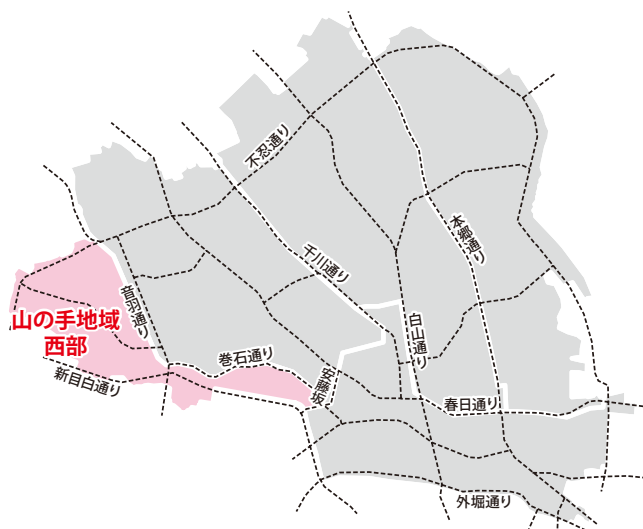 不忍通り
本郷通り
千川通り
音羽通り
山の手地域
西部
白山通り
巻石通り
安藤坂
新目白通り
春日通り
外堀通り